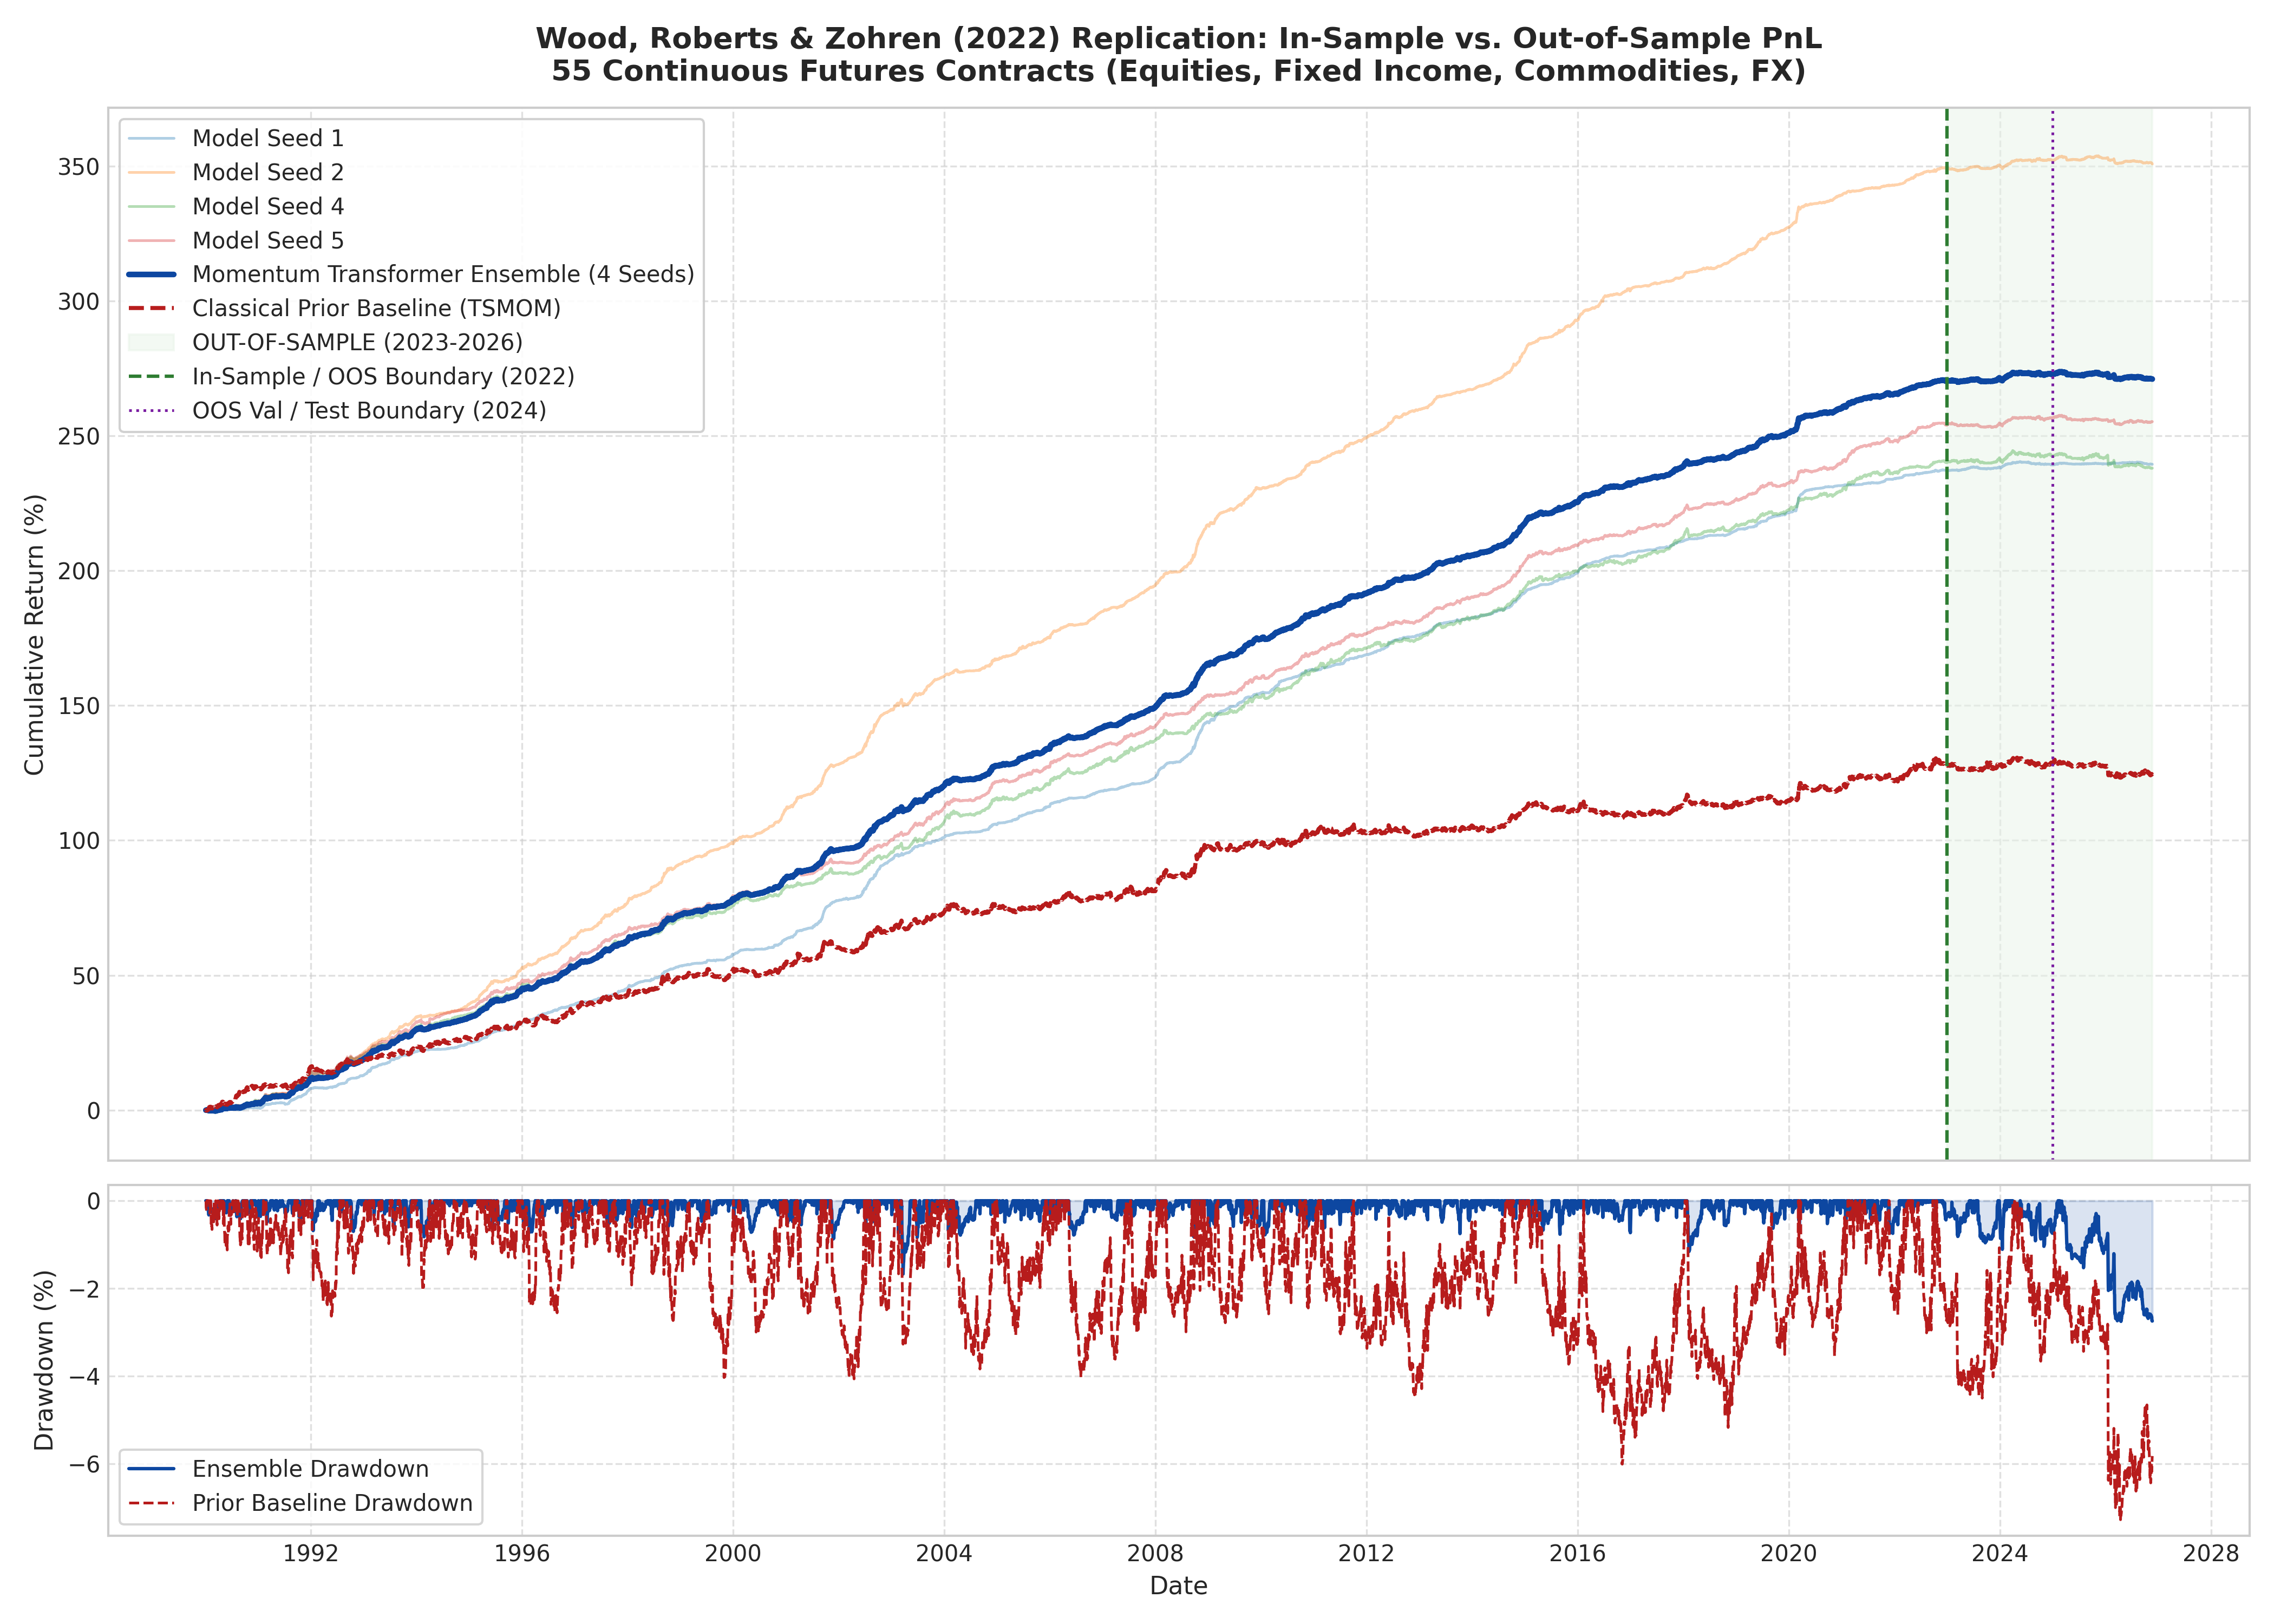 Wood, Roberts & Zohren (2022) Replication: In-Sample vs. Out-of-Sample PnL
55 Continuous Futures Contracts (Equities, Fixed Income, Commodities, FX)
Model Seed 1
Model Seed 2
Model Seed 4
Model Seed 5
Momentum Transformer Ensemble (4 Seeds)
Classical Prior Baseline (TSMOM)
OUT-OF-SAMPLE (2023-2026)
In-Sample / OOS Boundary (2022)
OOS Val / Test Boundary (2024)
Cumulative Return (%)
350
300
250
200
150
100
50
0
Drawdown (%)
0
−2
−4
−6
Ensemble Drawdown
Prior Baseline Drawdown
1992 1996 2000 2004 2008 2012 2016 2020 2024 2028
Date